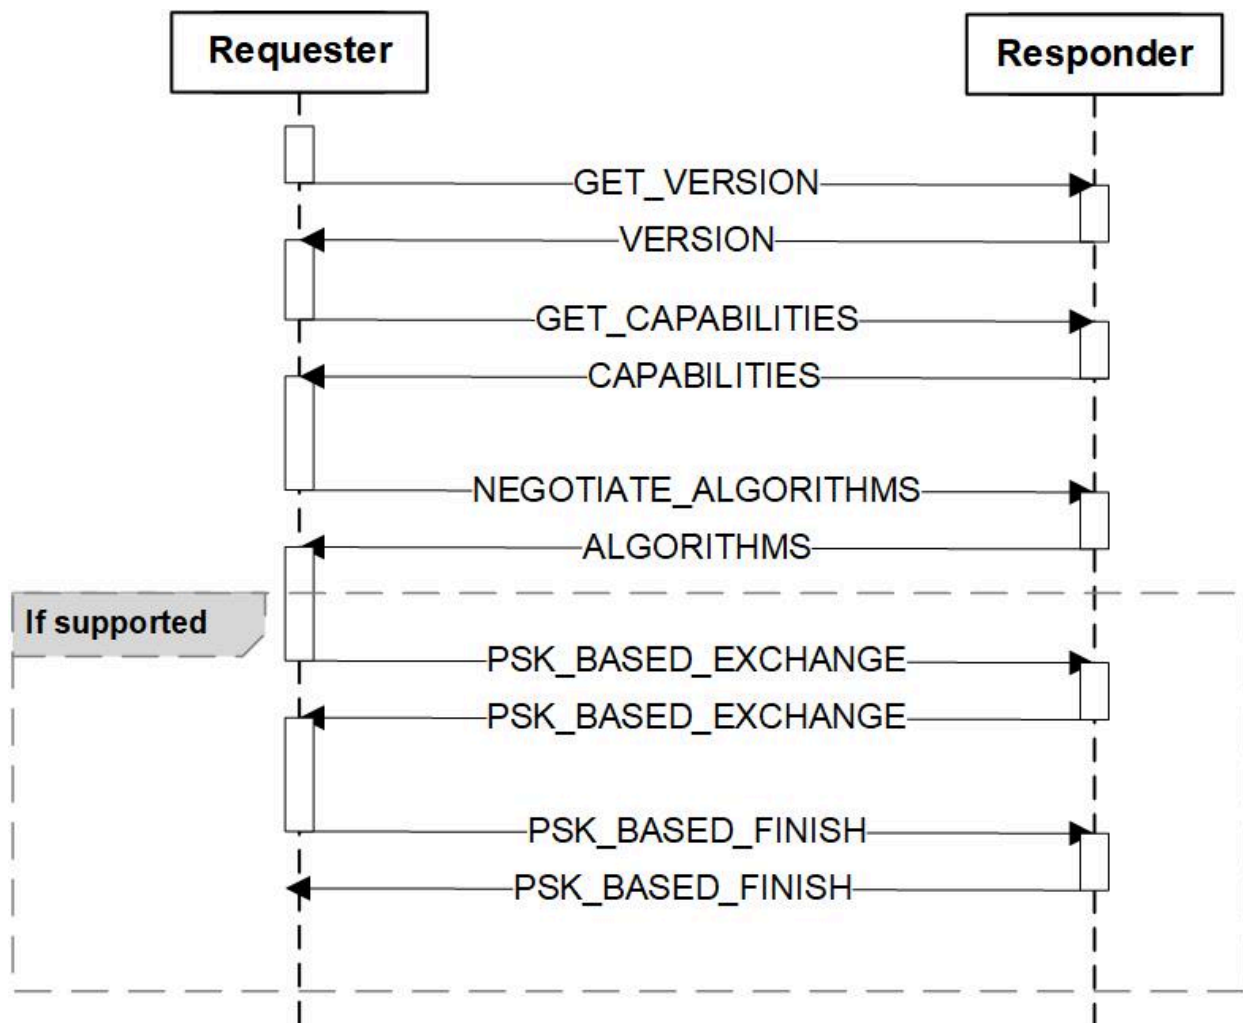 Requester
Responder
GET_VERSION
VERSION
GET_CAPABILITIES
CAPABILITIES
NEGOTIATE_ALGORITHMS
ALGORITHMS
If supported
PSK_BASED_EXCHANGE
PSK_BASED_EXCHANGE
PSK_BASED_FINISH
PSK_BASED_FINISH